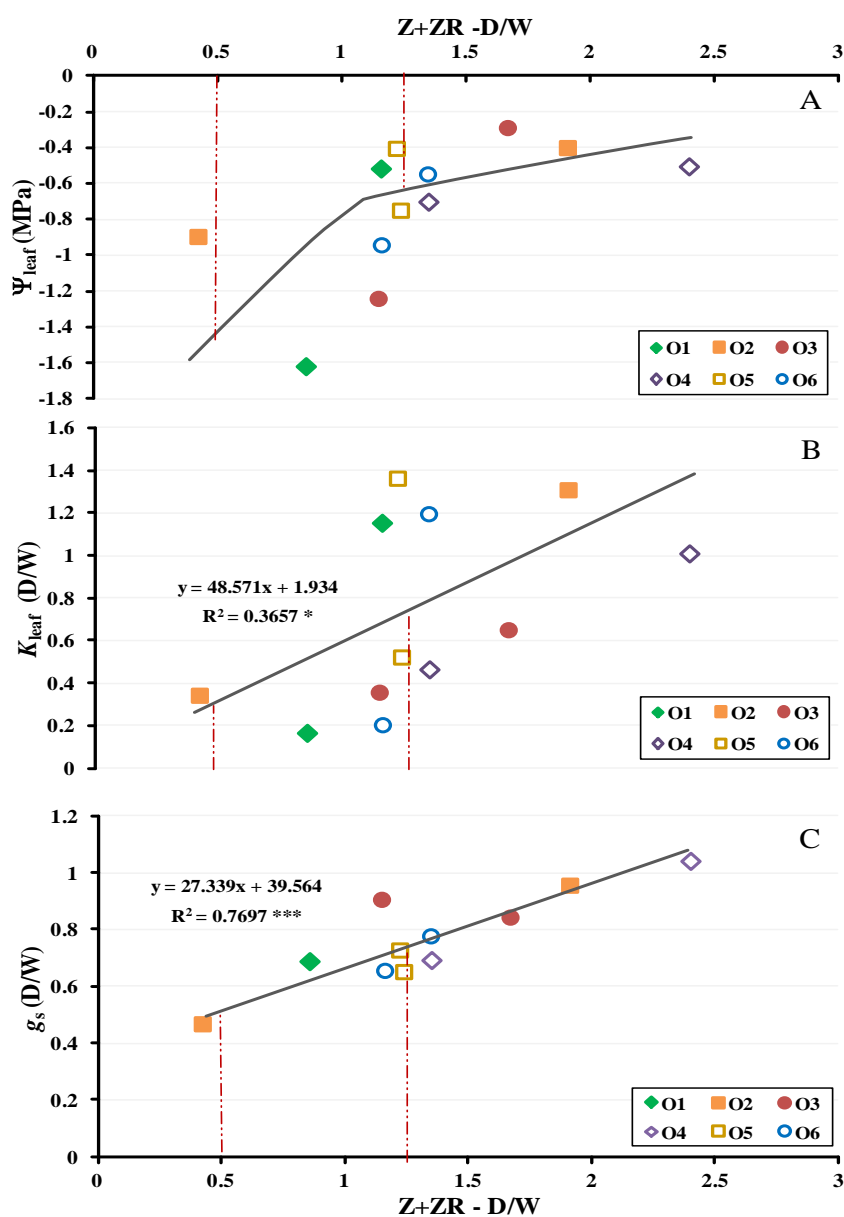 Z+ZR -D/W
0 0.5 1 1.5 2 2.5 3
A
0
-0.2
-0.4
-0.6
-0.8
-1
-1.2
-1.4
-1.6
-1.8
Ψleaf (MPa)
O1 O2 O3
O4 O5 O6
B
1.6
1.4
1.2
1
0.8
0.6
0.4
0.2
0
Kleaf (D/W)
y = 48.571x + 1.934
R² = 0.3657 *
O1 O2 O3
O4 O5 O6
C
1.2
1
0.8
0.6
0.4
0.2
0
gs (D/W)
y = 27.339x + 39.564
R² = 0.7697 ***
O1 O2 O3
O4 O5 O6
0 0.5 1 1.5 2 2.5 3
Z+ZR - D/W